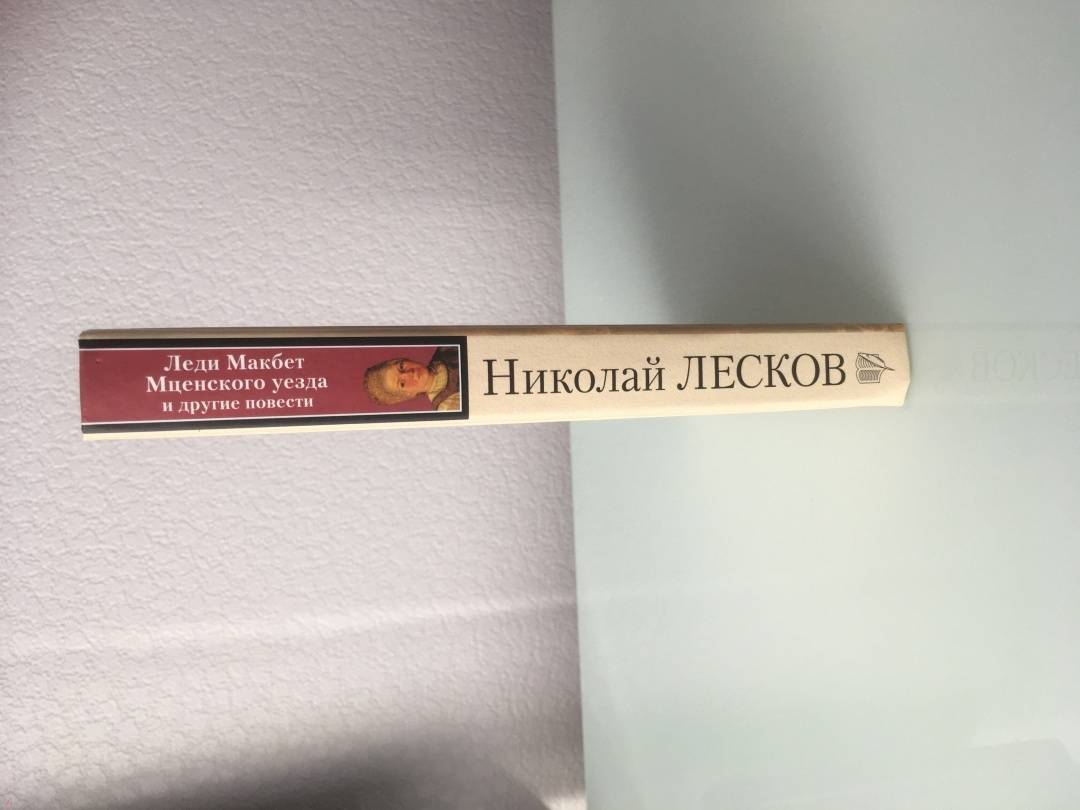 Леди Макбет
Мценского уезда
и другие повести
Николай ЛЕСКОВ